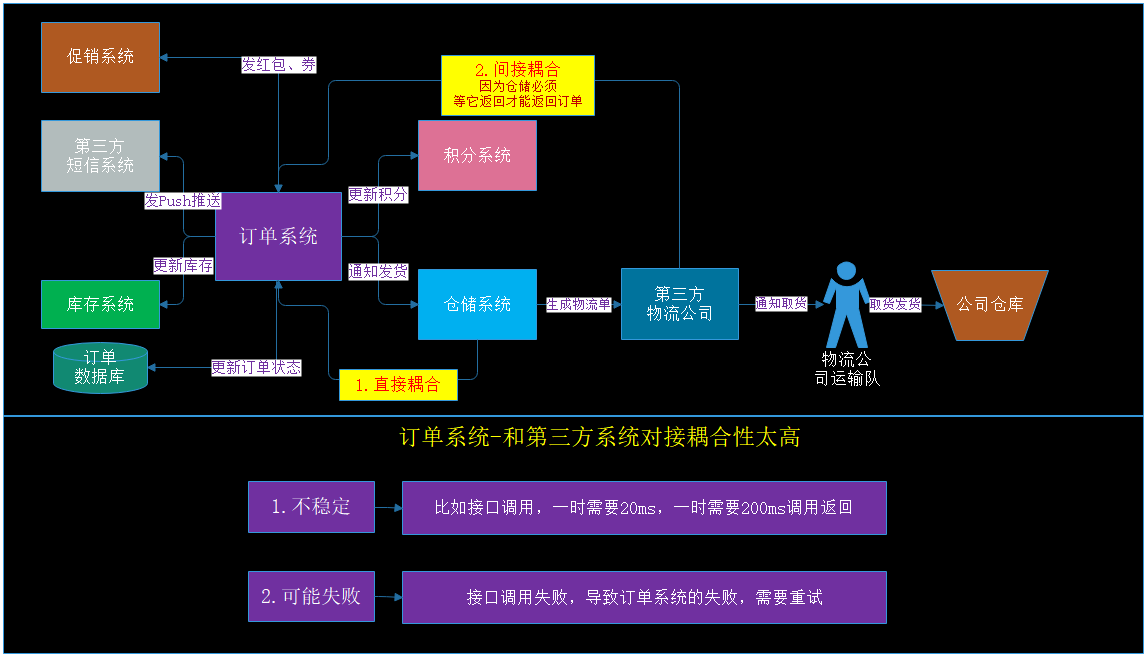 促销系统
发红包、券
2.间接耦合
因为仓储必须
等它返回才能返回订单
第三方
短信系统
积分系统
发Push推送
更新积分
订单系统
更新库存
通知发货
库存系统
仓储系统
生成物流单
第三方
物流公司
通知取货
取货发货
公司仓库
订单
数据库
更新订单状态
1.直接耦合
物流公
司运输队
订单系统-和第三方系统对接耦合性太高
1.不稳定
比如接口调用，一时需要20ms，一时需要200ms调用返回
2.可能失败
接口调用失败，导致订单系统的失败，需要重试